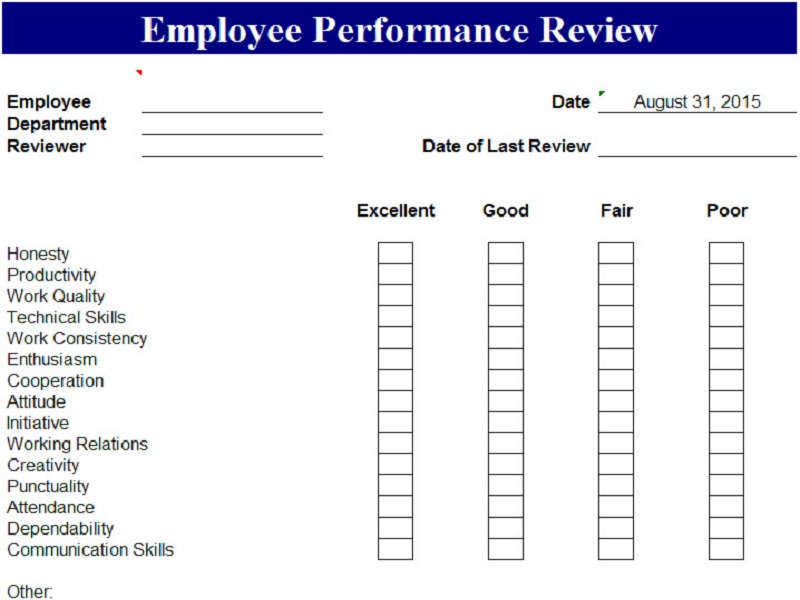 Employee Performance Review
Employee Date August 31, 2015
Department
Reviewer Date of Last Review
Excellent Good Fair Poor
Honesty
Productivity
Work Quality
Technical Skills
Work Consistency
Enthusiasm
Cooperation
Attitude
Initiative
Working Relations
Creativity
Punctuality
Attendance
Dependability
Communication Skills
Other: